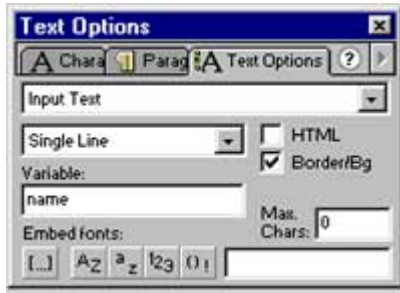 Text Options
A Chara Parag A Text Options ?
Input Text
Single Line
HTML
Border/Bg
Variable:
name
Max. Chars: 0
Embed fonts:
[...] AZ az 123 ()!